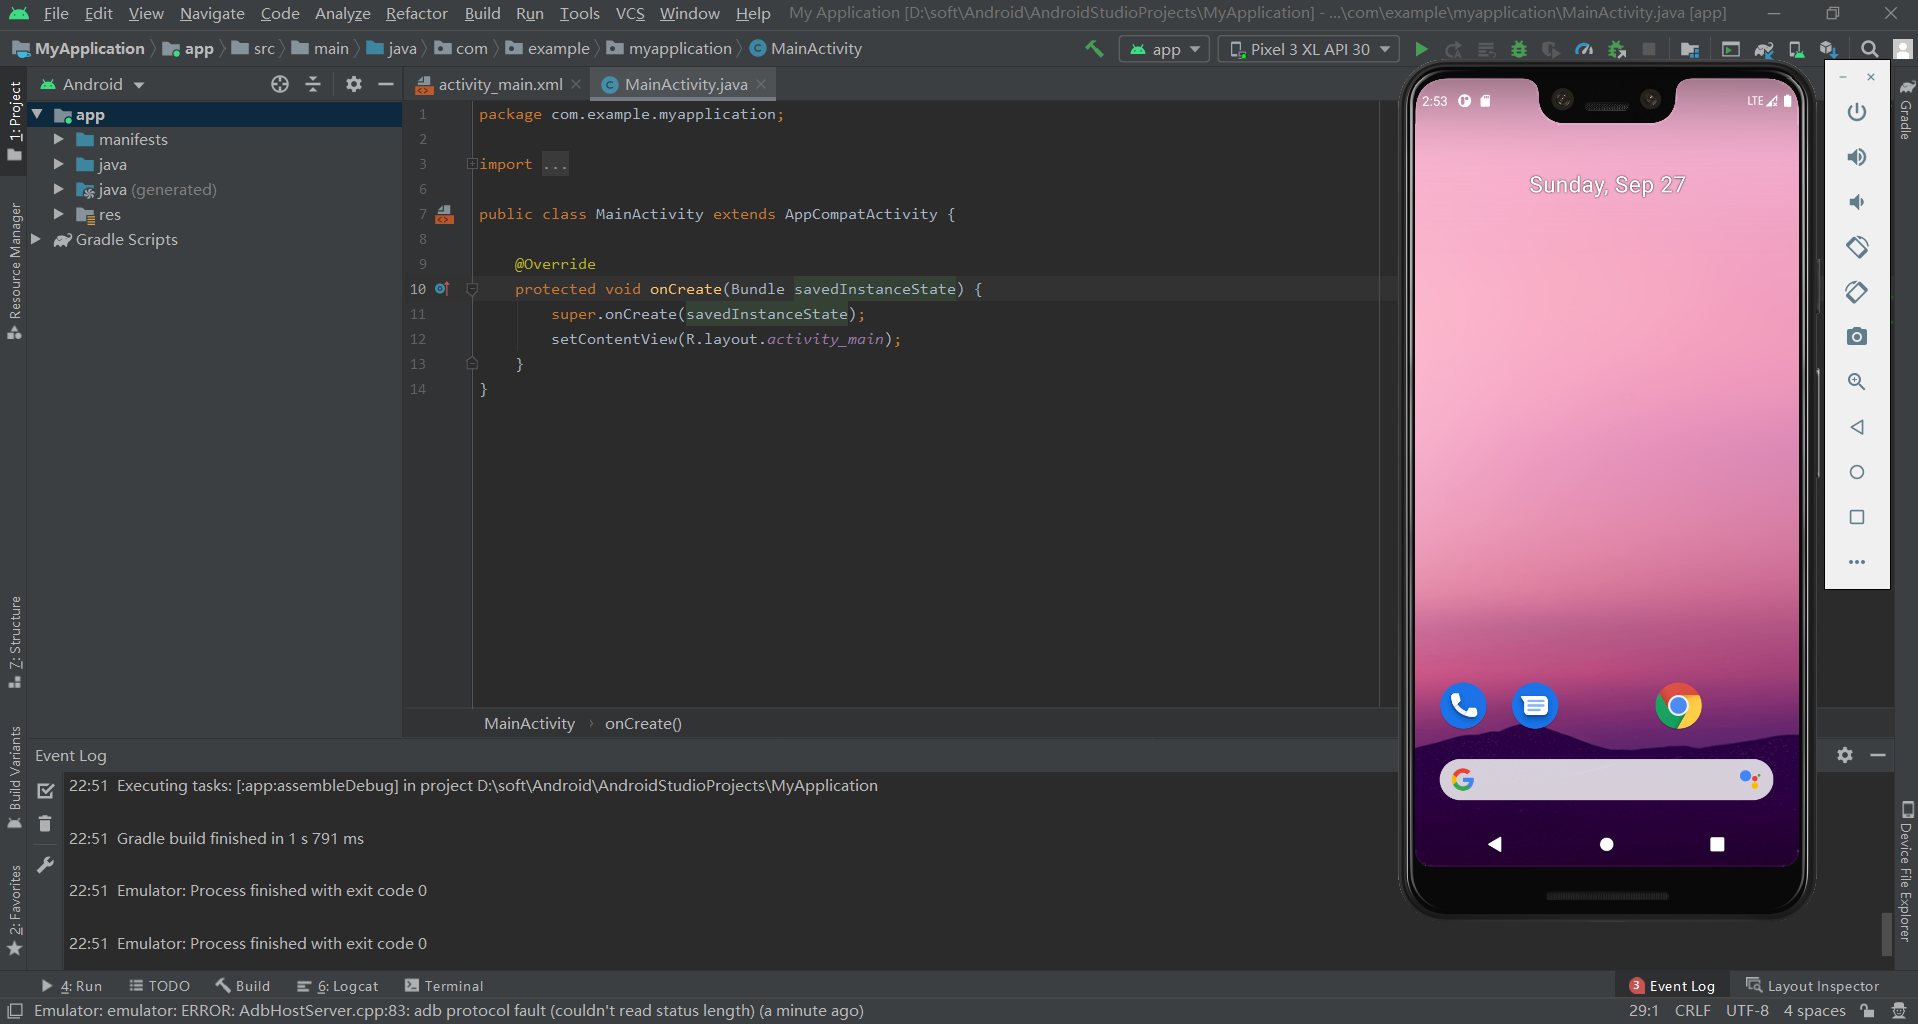 File Edit View Navigate Code Analyze Refactor Build Run Tools VCS Window Help My Application [D:\soft\Android\AndroidStudioProjects\MyApplication] - ...\com\example\myapplication\MainActivity.java [app]
MyApplication app src main java com example myapplication MainActivity app Pixel 3 XL API 30
1: Project
Resource Manager
7: Structure
Build Variants
2: Favorites
Android
app
manifests
java
java (generated)
res
Gradle Scripts
activity_main.xml MainActivity.java
1 package com.example.myapplication;
2
3 import ...
6
7 public class MainActivity extends AppCompatActivity {
8
9 @Override
10 protected void onCreate(Bundle savedInstanceState) {
11 super.onCreate(savedInstanceState);
12 setContentView(R.layout.activity_main);
13 }
14 }
MainActivity › onCreate()
2:53 LTE
Sunday, Sep 27
Gradle
Device File Explorer
Event Log
22:51 Executing tasks: [:app:assembleDebug] in project D:\soft\Android\AndroidStudioProjects\MyApplication
22:51 Gradle build finished in 1 s 791 ms
22:51 Emulator: Process finished with exit code 0
22:51 Emulator: Process finished with exit code 0
4: Run TODO Build 6: Logcat Terminal 3 Event Log Layout Inspector
Emulator: emulator: ERROR: AdbHostServer.cpp:83: adb protocol fault (couldn't read status length) (a minute ago) 29:1 CRLF UTF-8 4 spaces